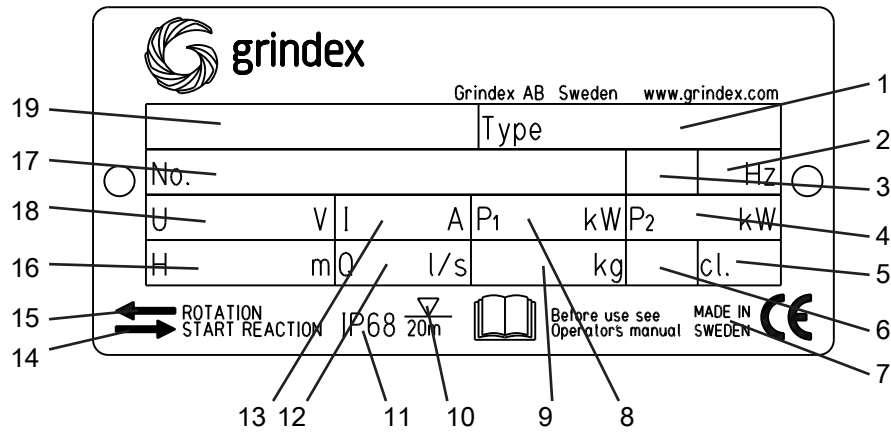 grindex
Grindex AB Sweden www.grindex.com
19
1
Type
2
17
No.
Hz
3
18
U V I A P1 kW P2 kW
4
16
H m Q l/s kg cl.
5
15
ROTATION
START REACTION
14
IP68
20m
Before use see
Operator's manual
MADE IN
SWEDEN
CE
6
7
13 12 11 10 9 8